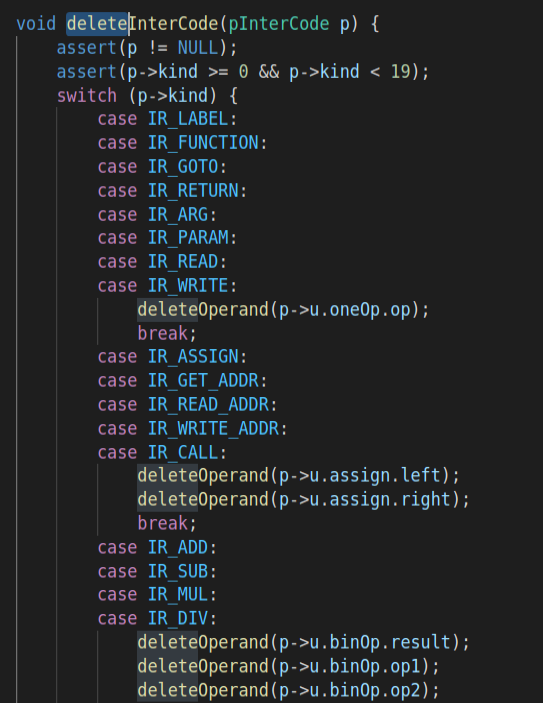 void deleteInterCode(pInterCode p) {
    assert(p != NULL);
    assert(p->kind >= 0 && p->kind < 19);
    switch (p->kind) {
        case IR_LABEL:
        case IR_FUNCTION:
        case IR_GOTO:
        case IR_RETURN:
        case IR_ARG:
        case IR_PARAM:
        case IR_READ:
        case IR_WRITE:
            deleteOperand(p->u.oneOp.op);
            break;
        case IR_ASSIGN:
        case IR_GET_ADDR:
        case IR_READ_ADDR:
        case IR_WRITE_ADDR:
        case IR_CALL:
            deleteOperand(p->u.assign.left);
            deleteOperand(p->u.assign.right);
            break;
        case IR_ADD:
        case IR_SUB:
        case IR_MUL:
        case IR_DIV:
            deleteOperand(p->u.binOp.result);
            deleteOperand(p->u.binOp.op1);
            deleteOperand(p->u.binOp.op2);